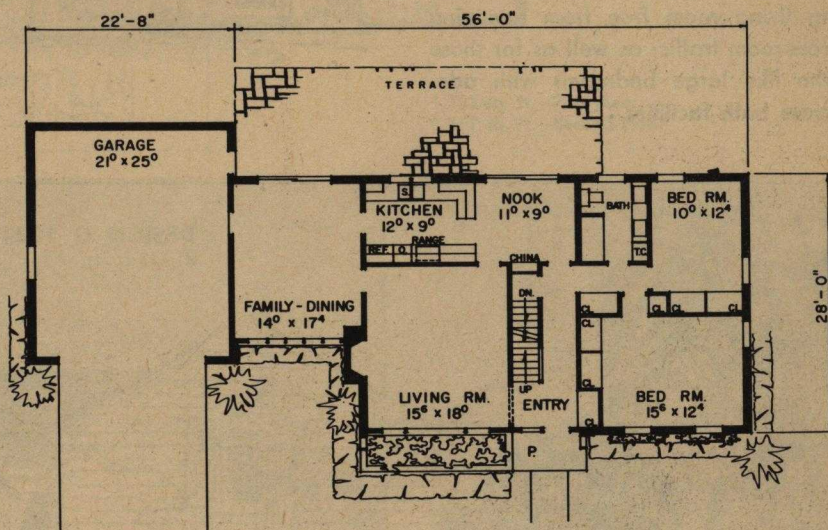 22'-8"
56'-0"
TERRACE
GARAGE
21⁰ x 25⁰
S.
KITCHEN
12⁰ x 9⁰
RANGE
REF. O.
NOOK
11⁰ x 9⁰
CHINA
BATH
T.C.
BED RM.
10⁰ x 12⁴
28'-0"
DN.
CL.
CL.
CL.
CL.
FAMILY-DINING
14⁰ x 17⁴
CL.
UP
LIVING RM.
15⁶ x 18⁰
ENTRY
CL.
BED RM.
15⁶ x 12⁴
P.